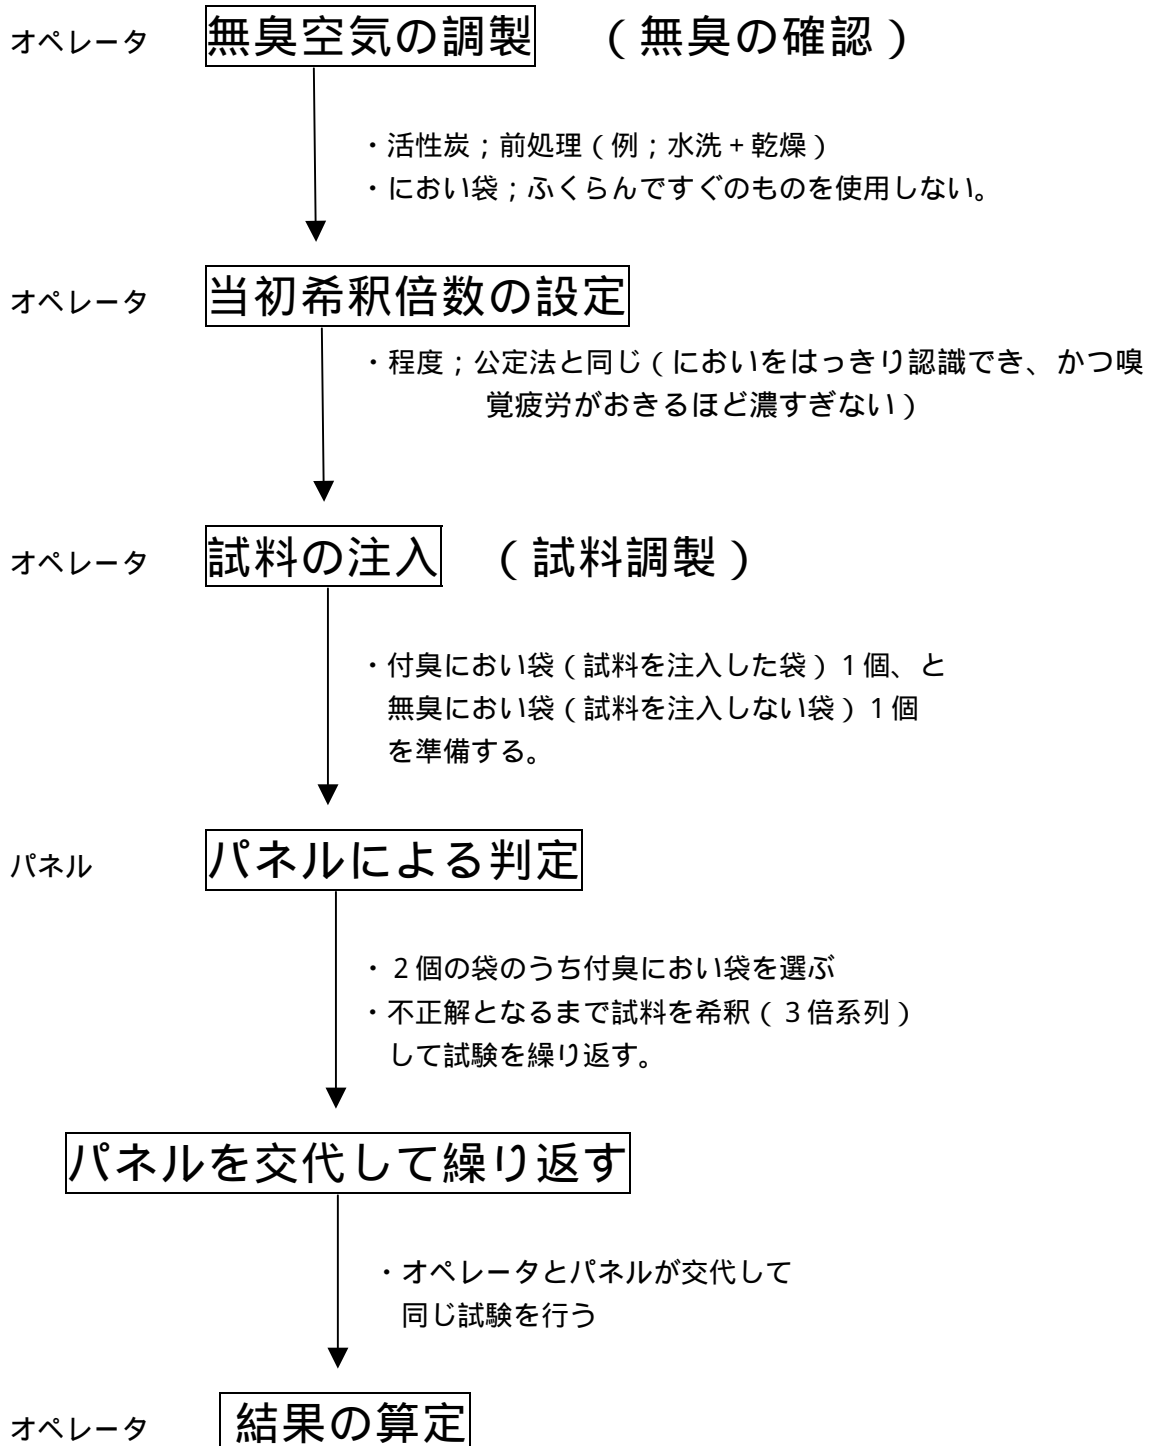 オペレータ 無臭空気の調製 (無臭の確認)
・活性炭;前処理(例;水洗+乾燥)
・におい袋;ふくらんですぐのものを使用しない。
オペレータ 当初希釈倍数の設定
・程度;公定法と同じ(においをはっきり認識でき、かつ嗅
覚疲労がおきるほど濃すぎない)
オペレータ 試料の注入 (試料調製)
・付臭におい袋(試料を注入した袋)1個、と
無臭におい袋(試料を注入しない袋)1個
を準備する。
パネル パネルによる判定
・2個の袋のうち付臭におい袋を選ぶ
・不正解となるまで試料を希釈(3倍系列)
して試験を繰り返す。
パネルを交代して繰り返す
・オペレータとパネルが交代して
同じ試験を行う
オペレータ 結果の算定